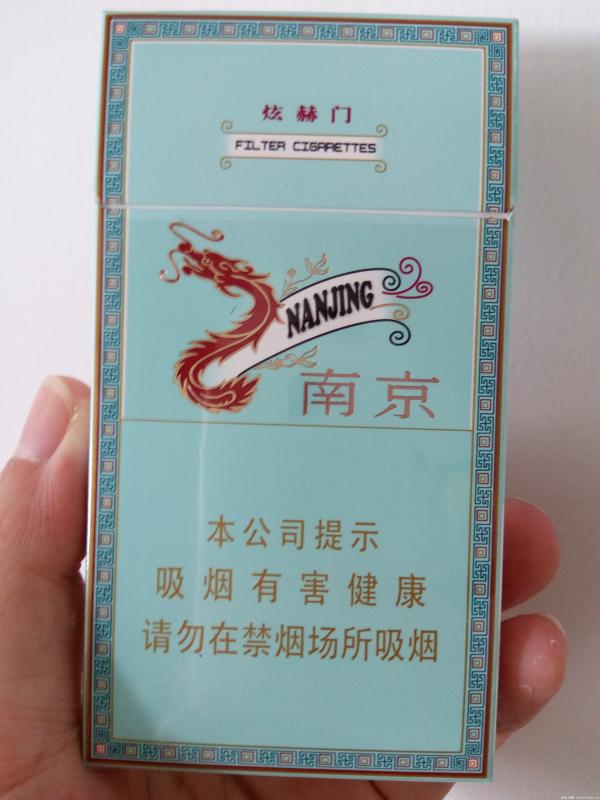 炫赫门
FILTER CIGARETTES
NANJING
南京
本公司提示
吸烟有害健康
请勿在禁烟场所吸烟